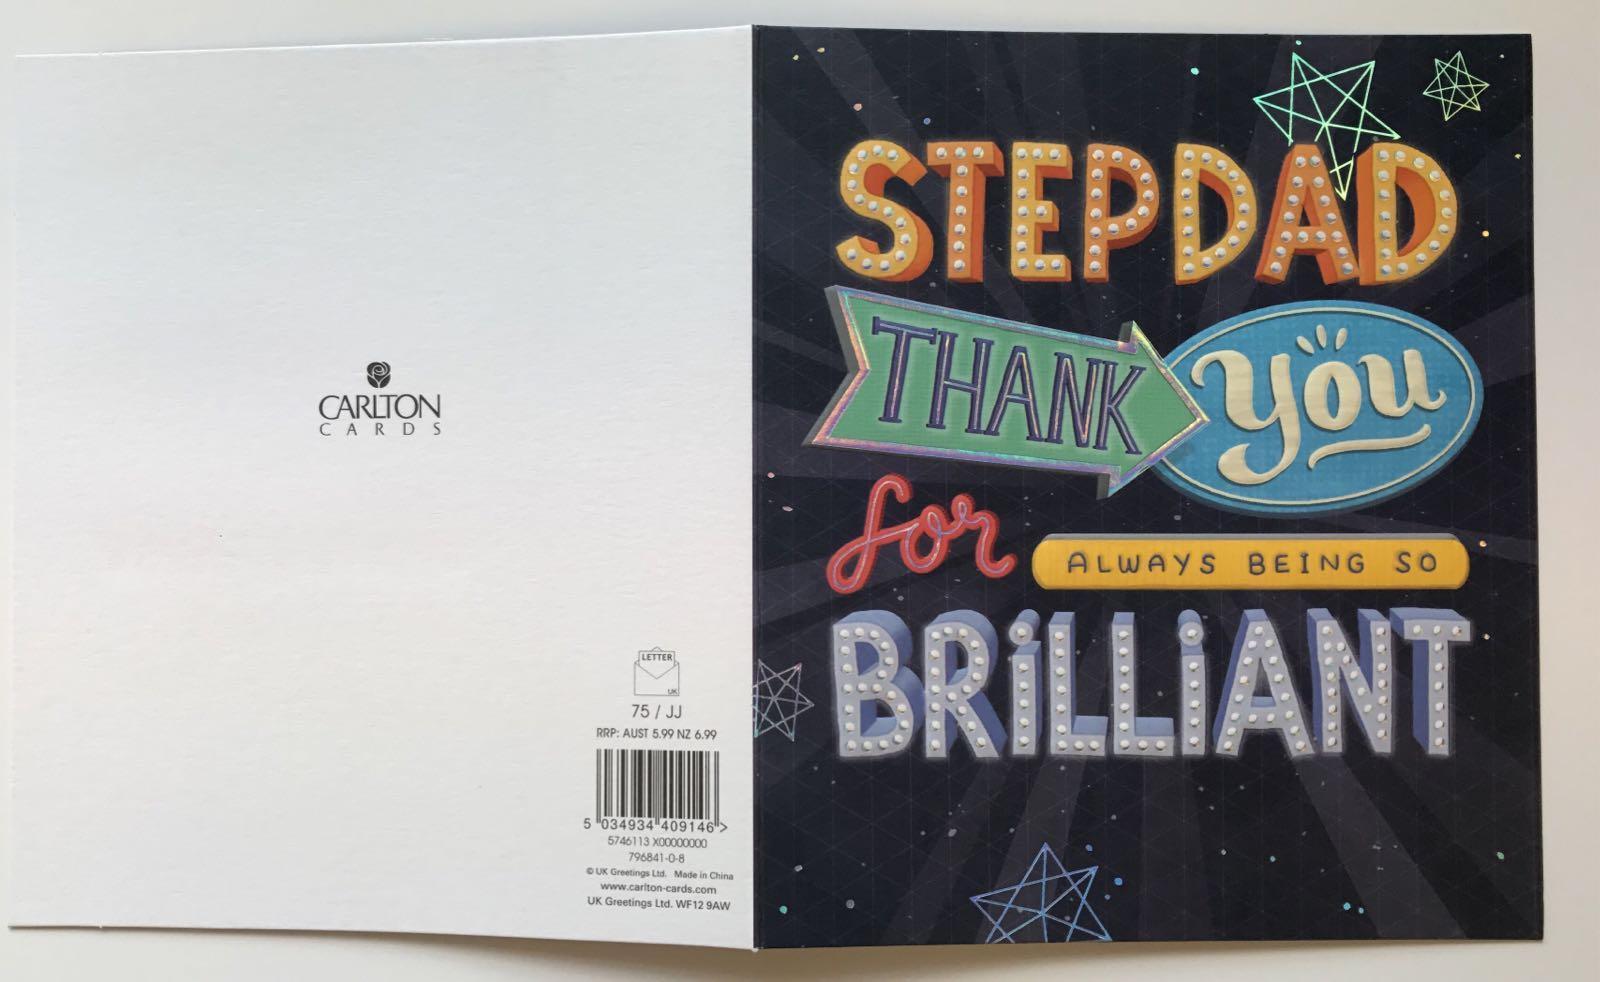 CARLTON
CARDS
LETTER
UK
75 / JJ
RRP: AUST 5.99 NZ 6.99
5 034934 409146 >
5746113 X00000000
796841-0-8
© UK Greetings Ltd. Made in China
www.carlton-cards.com
UK Greetings Ltd. WF12 9AW
STEPDAD
THANK YOU
for ALWAYS BEING SO
BRiLLiANT